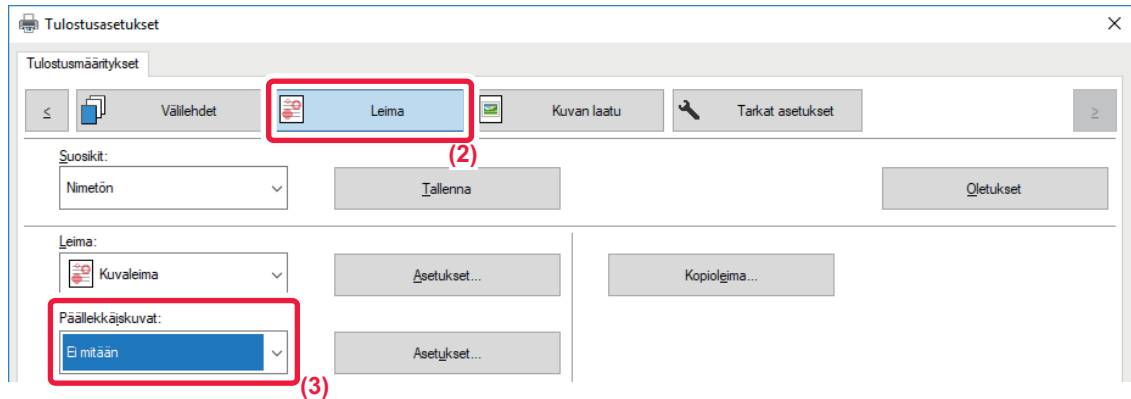 Tulostusasetukset
Tulostusmääritykset
< Välilehdet Leima Kuvan laatu Tarkat asetukset >
(2)
Suosikit:
Nimetön Tallenna Oletukset
Leima:
Kuvaleima Asetukset... Kopioleima...
Päällekkäiskuvat:
Ei mitään Asetukset...
(3)